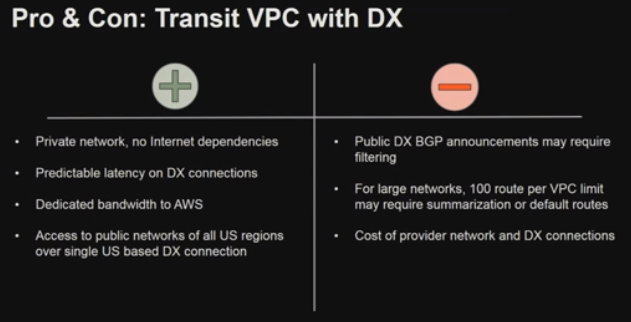 Pro & Con: Transit VPC with DX
• Private network, no Internet dependencies
• Predictable latency on DX connections
• Dedicated bandwidth to AWS
• Access to public networks of all US regions
over single US based DX connection
• Public DX BGP announcements may require
filtering
• For large networks, 100 route per VPC limit
may require summarization or default routes
• Cost of provider network and DX connections